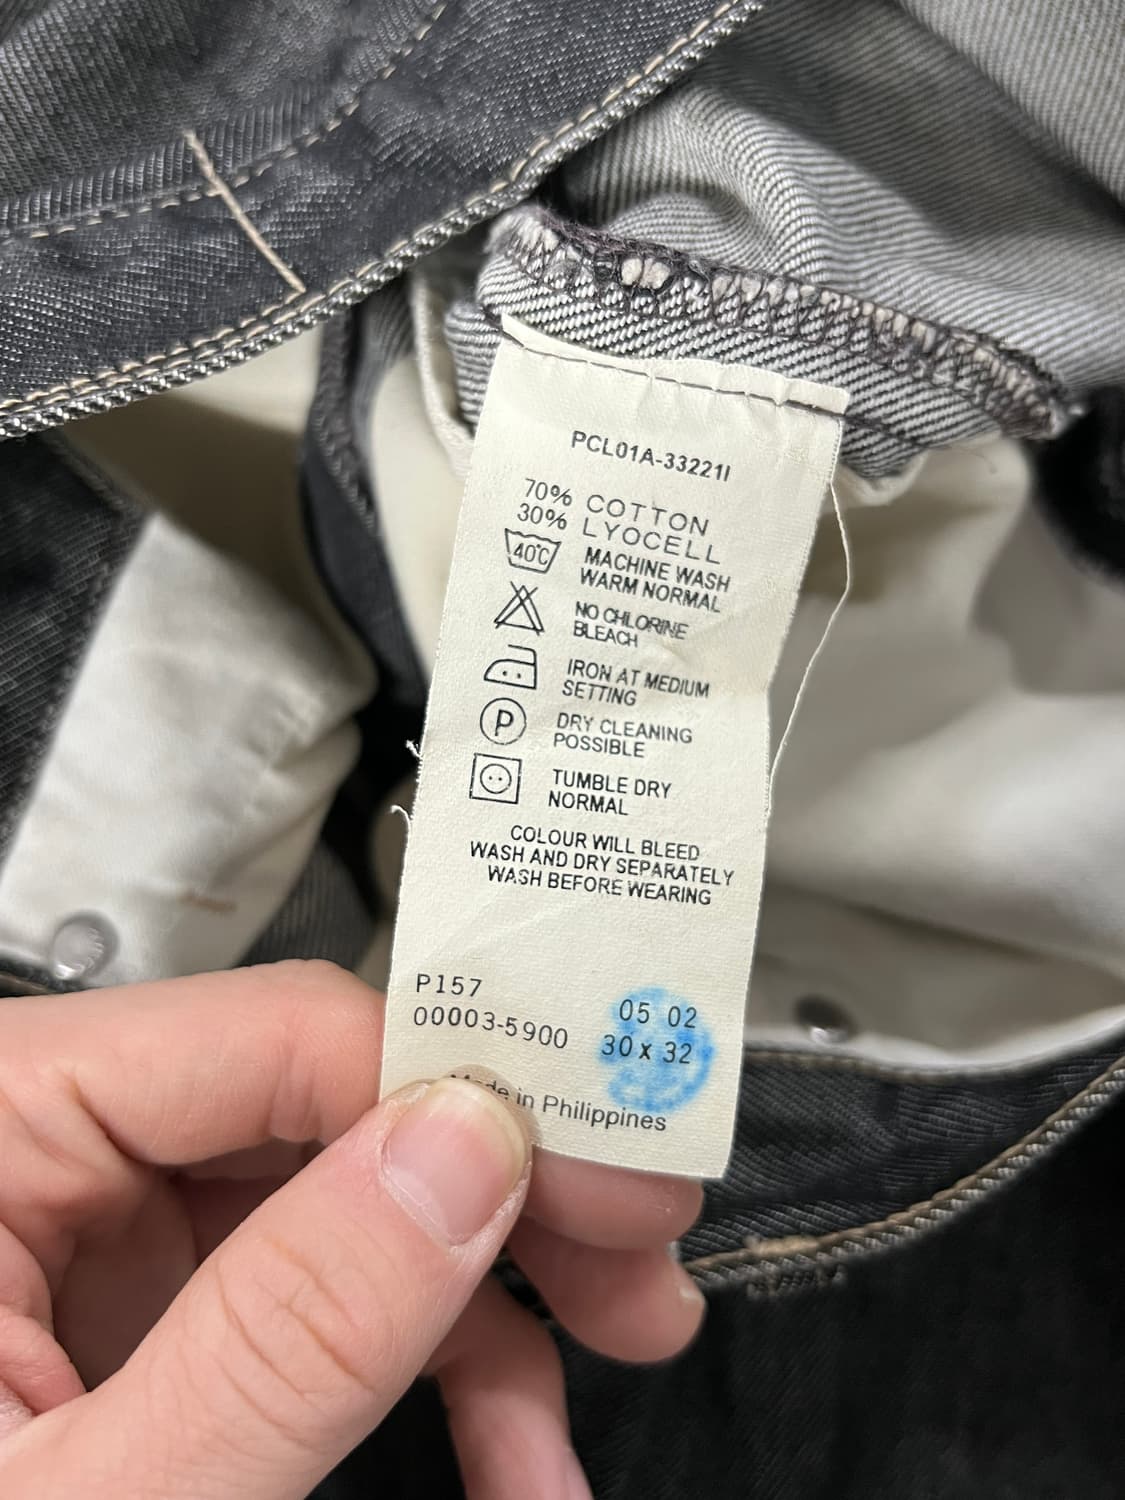 PCL01A-33221I
70% COTTON
30% LYOCELL
40°C MACHINE WASH
WARM NORMAL
NO CHLORINE
BLEACH
IRON AT MEDIUM
SETTING
P DRY CLEANING
POSSIBLE
TUMBLE DRY
NORMAL
COLOUR WILL BLEED
WASH AND DRY SEPARATELY
WASH BEFORE WEARING
P157 05 02
00003-5900 30 x 32
Made in Philippines